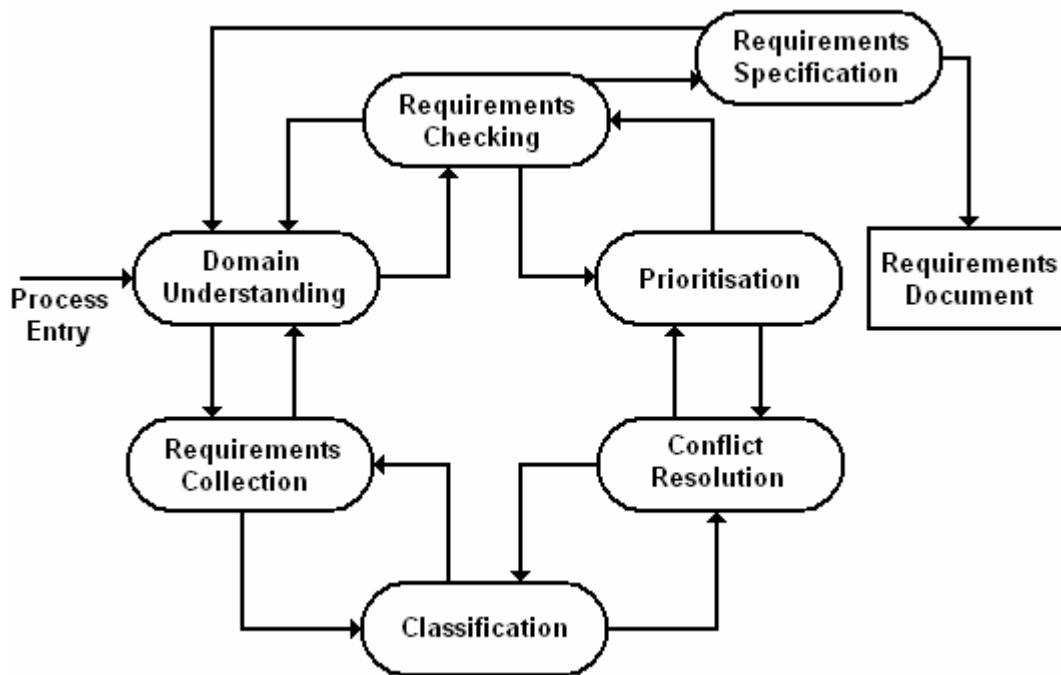 Requirements
Specification
Requirements
Checking
Domain
Understanding
Prioritisation
Requirements
Document
Process
Entry
Requirements
Collection
Conflict
Resolution
Classification